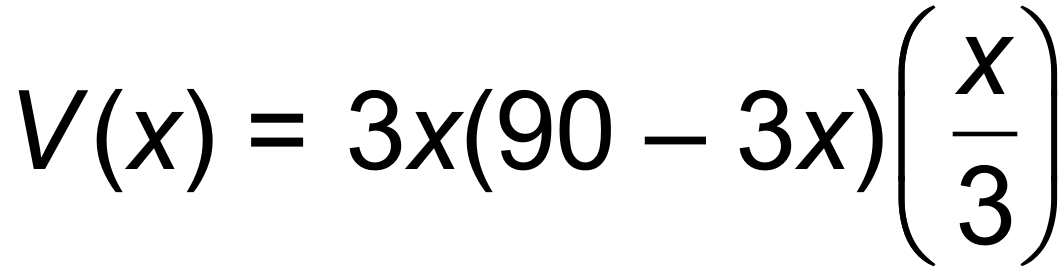 V(x) = 3x(90 – 3x)(x/3)